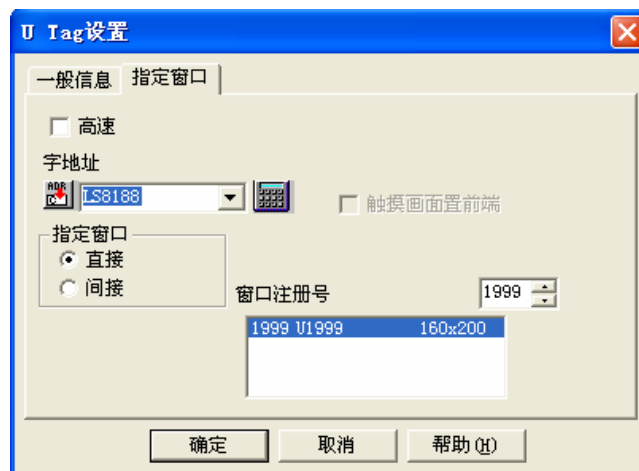 U Tag设置
一般信息 指定窗口
高速
字地址
ADR
C
LS8188
触摸画面置前端
指定窗口
直接
间接
窗口注册号 1999
1999 U1999 160x200
确定 取消 帮助(H)